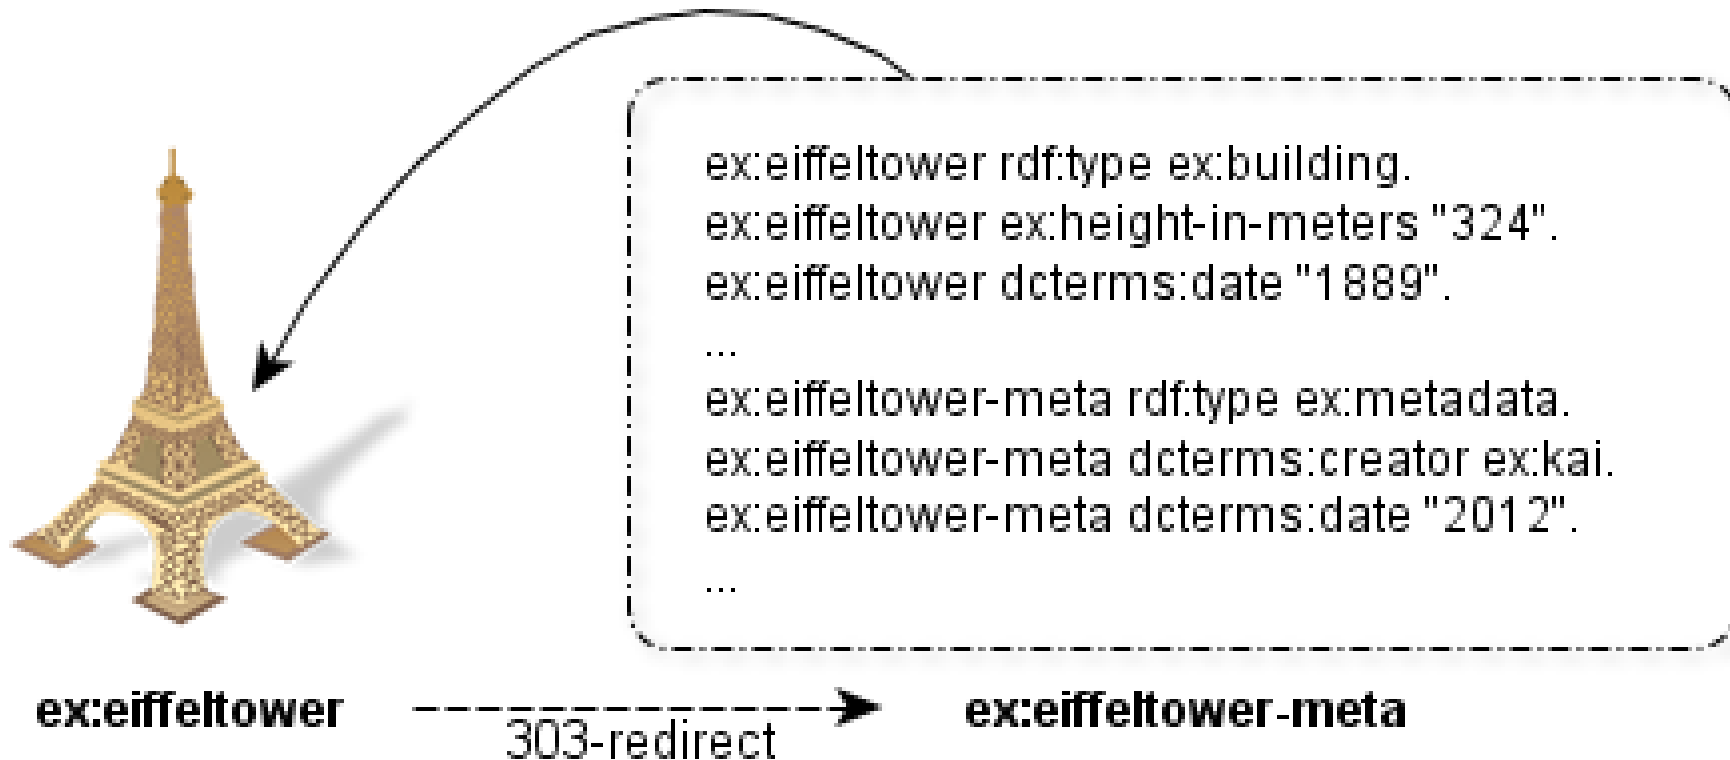 ex:eiffeltower rdf:type ex:building.
ex:eiffeltower ex:height-in-meters "324".
ex:eiffeltower dcterms:date "1889".
...
ex:eiffeltower-meta rdf:type ex:metadata.
ex:eiffeltower-meta dcterms:creator ex:kai.
ex:eiffeltower-meta dcterms:date "2012".
...
ex:eiffeltower
303-redirect
ex:eiffeltower-meta